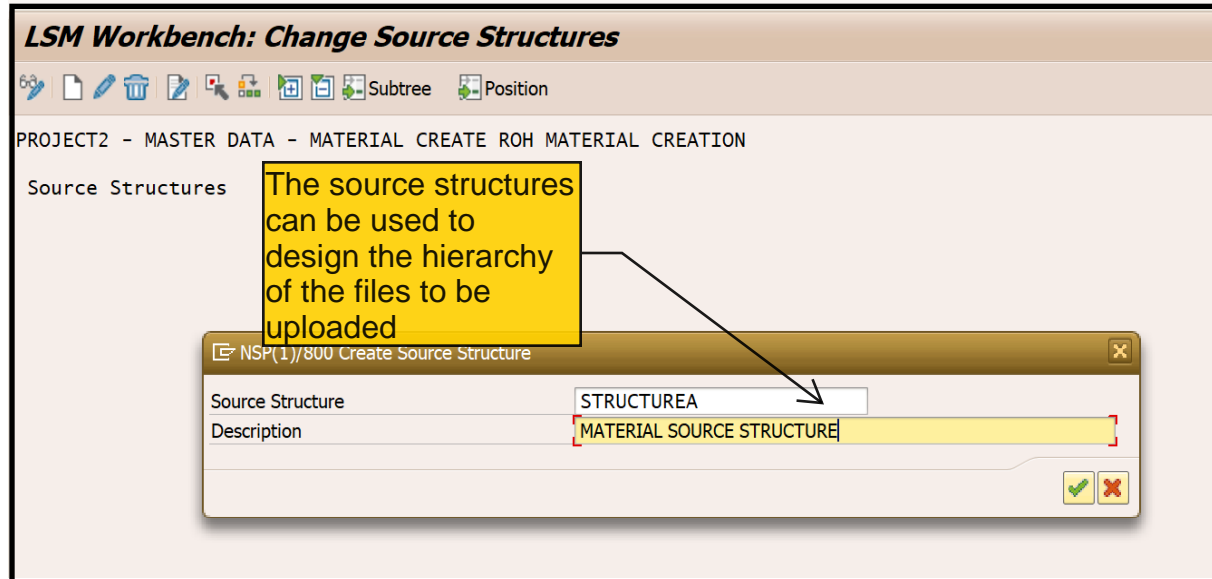 LSM Workbench: Change Source Structures
Subtree Position
PROJECT2 - MASTER DATA - MATERIAL CREATE ROH MATERIAL CREATION
Source Structures
The source structures
can be used to
design the hierarchy
of the files to be
uploaded
NSP(1)/800 Create Source Structure
Source Structure STRUCTUREA
Description MATERIAL SOURCE STRUCTURE